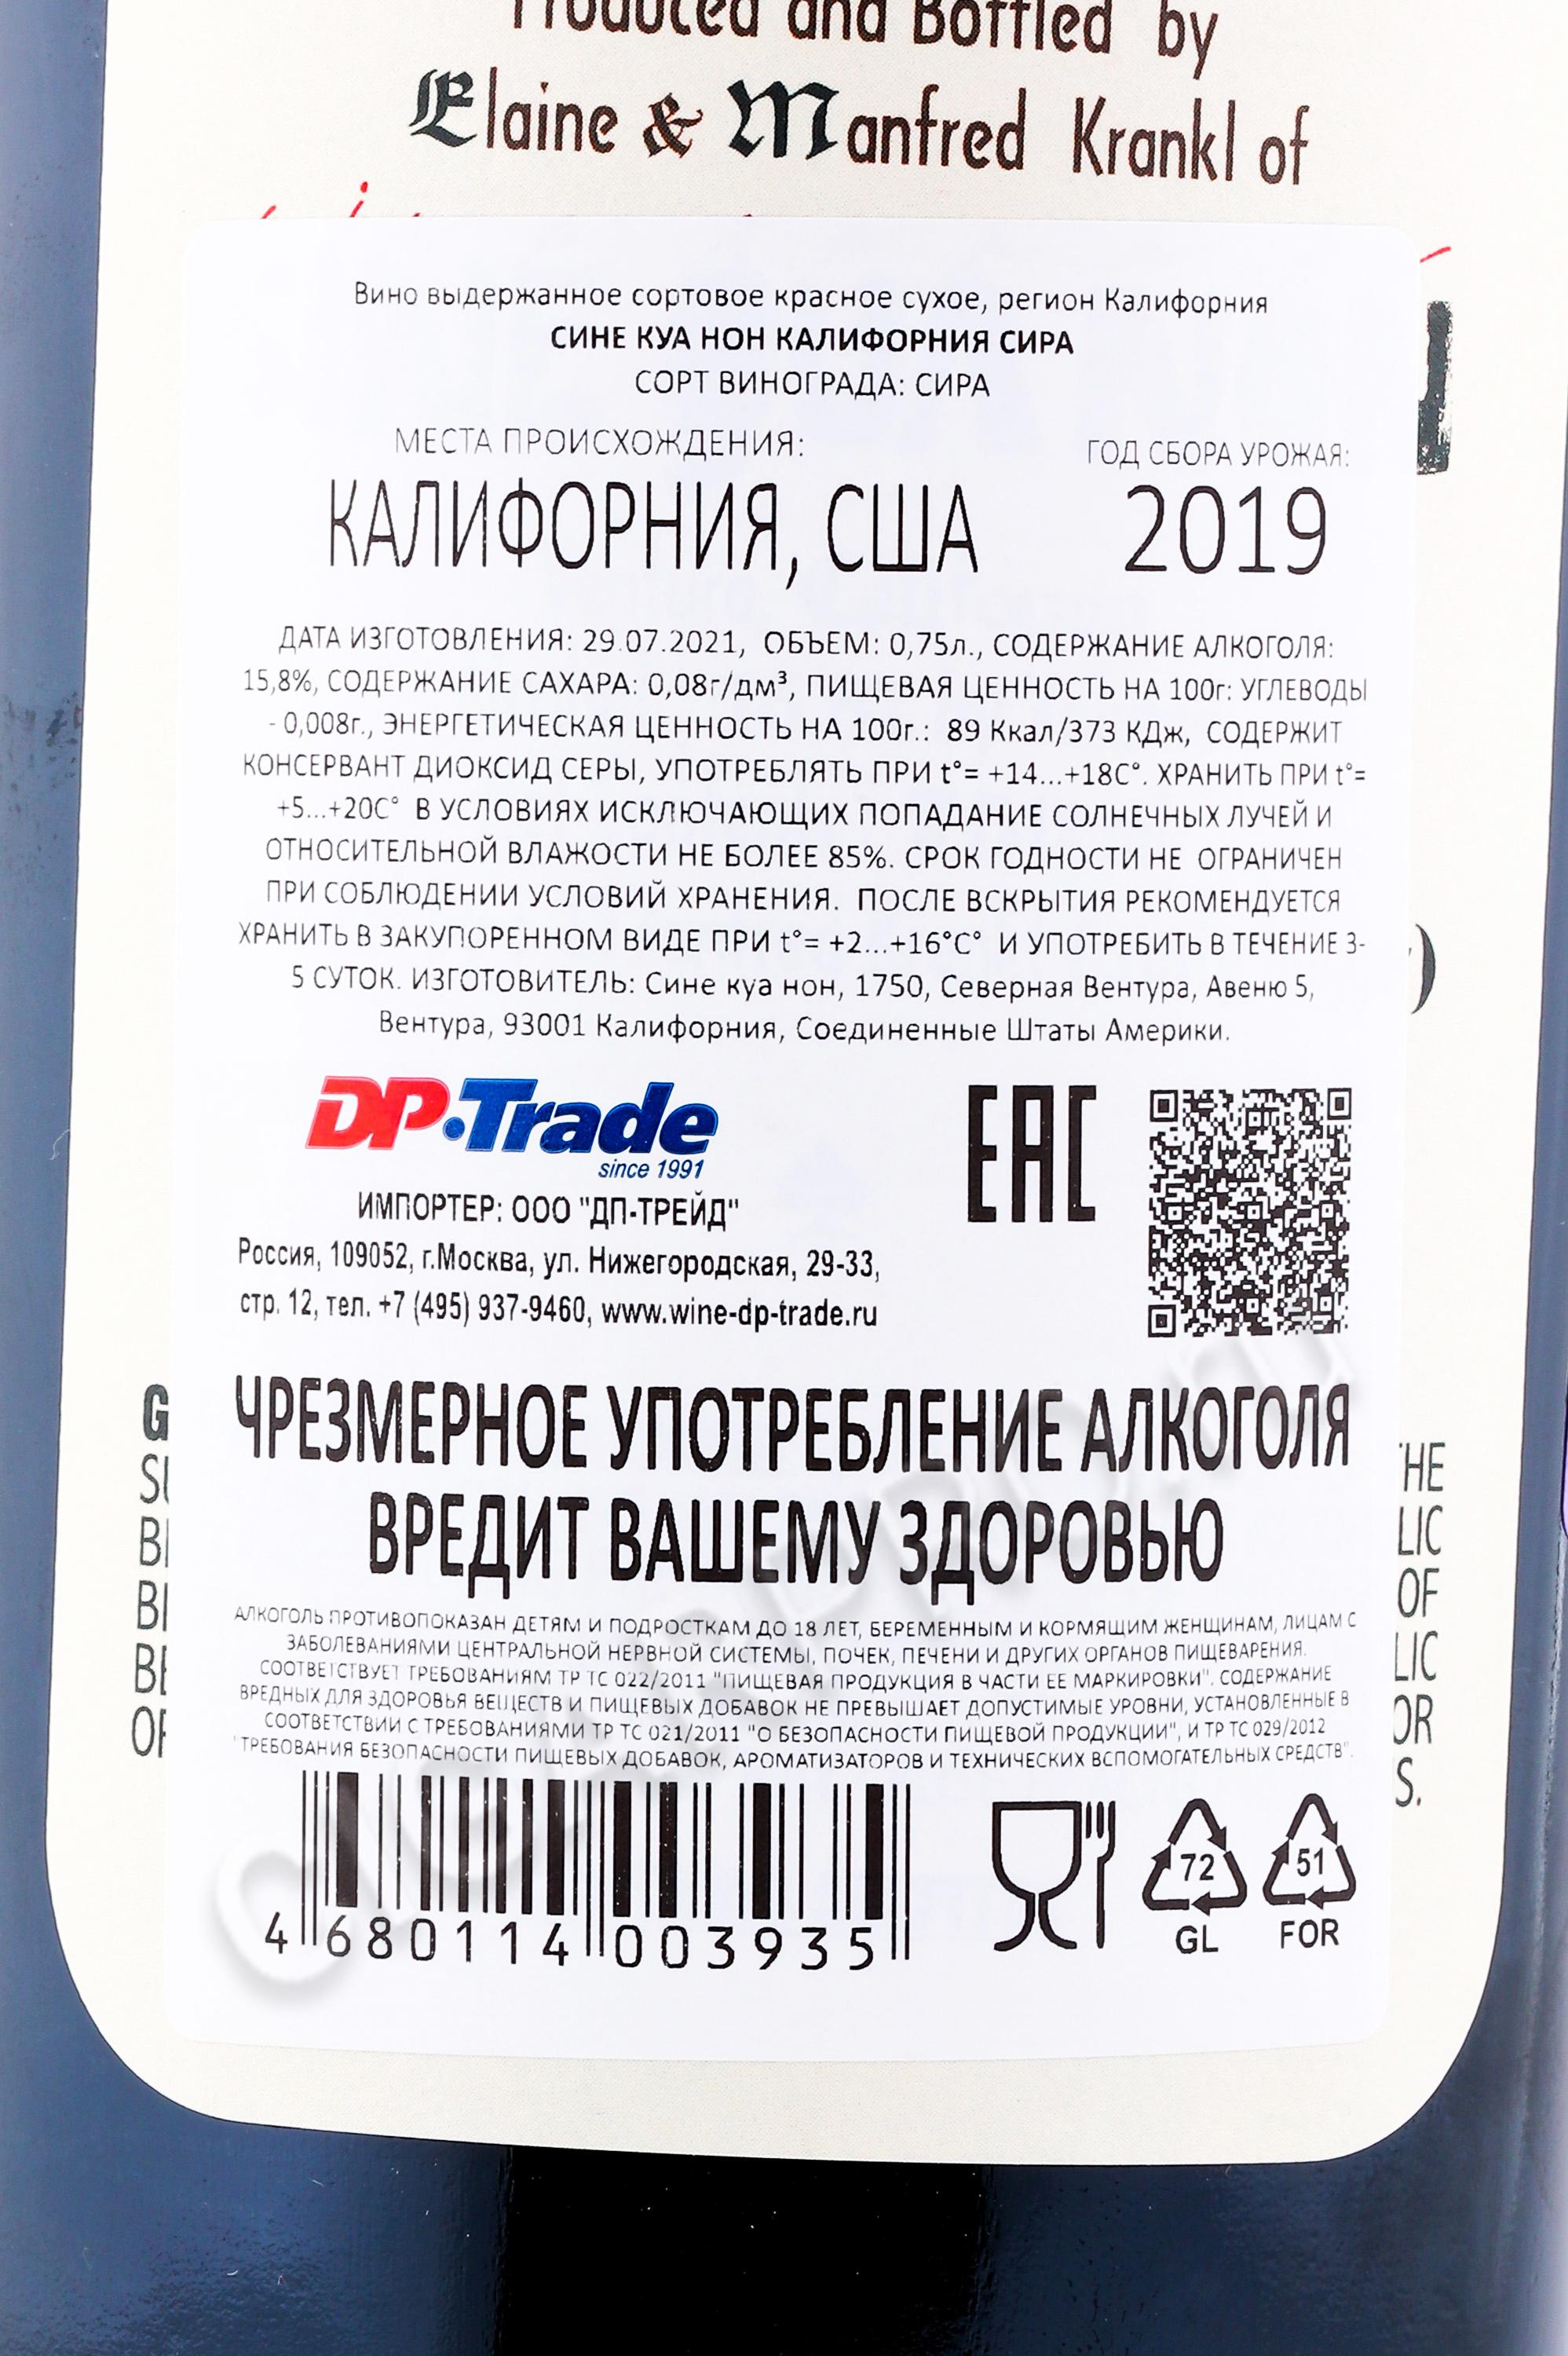 Produced and Bottled by
Elaine & Manfred Krankl of
Вино выдержанное сортовое красное сухое, регион Калифорния
СИНЕ КУА НОН КАЛИФОРНИЯ СИРА
СОРТ ВИНОГРАДА: СИРА
МЕСТА ПРОИСХОЖДЕНИЯ: ГОД СБОРА УРОЖАЯ:
КАЛИФОРНИЯ, США 2019
ДАТА ИЗГОТОВЛЕНИЯ: 29.07.2021, ОБЪЕМ: 0,75л., СОДЕРЖАНИЕ АЛКОГОЛЯ:
15,8%, СОДЕРЖАНИЕ САХАРА: 0,08г/дм³, ПИЩЕВАЯ ЦЕННОСТЬ НА 100г: УГЛЕВОДЫ
- 0,008г., ЭНЕРГЕТИЧЕСКАЯ ЦЕННОСТЬ НА 100г.: 89 Ккал/373 КДж, СОДЕРЖИТ
КОНСЕРВАНТ ДИОКСИД СЕРЫ, УПОТРЕБЛЯТЬ ПРИ t°= +14...+18С°. ХРАНИТЬ ПРИ t°=
+5...+20С° В УСЛОВИЯХ ИСКЛЮЧАЮЩИХ ПОПАДАНИЕ СОЛНЕЧНЫХ ЛУЧЕЙ И
ОТНОСИТЕЛЬНОЙ ВЛАЖОСТИ НЕ БОЛЕЕ 85%. СРОК ГОДНОСТИ НЕ ОГРАНИЧЕН
ПРИ СОБЛЮДЕНИИ УСЛОВИЙ ХРАНЕНИЯ. ПОСЛЕ ВСКРЫТИЯ РЕКОМЕНДУЕТСЯ
ХРАНИТЬ В ЗАКУПОРЕННОМ ВИДЕ ПРИ t°= +2...+16°С° И УПОТРЕБИТЬ В ТЕЧЕНИЕ 3-
5 СУТОК. ИЗГОТОВИТЕЛЬ: Сине куа нон, 1750, Северная Вентура, Авеню 5,
Вентура, 93001 Калифорния, Соединенные Штаты Америки.
DP·Trade
since 1991
EAC
ИМПОРТЕР: ООО "ДП-ТРЕЙД"
Россия, 109052, г.Москва, ул. Нижегородская, 29-33,
стр. 12, тел. +7 (495) 937-9460, www.wine-dp-trade.ru
ЧРЕЗМЕРНОЕ УПОТРЕБЛЕНИЕ АЛКОГОЛЯ
ВРЕДИТ ВАШЕМУ ЗДОРОВЬЮ
АЛКОГОЛЬ ПРОТИВОПОКАЗАН ДЕТЯМ И ПОДРОСТКАМ ДО 18 ЛЕТ, БЕРЕМЕННЫМ И КОРМЯЩИМ ЖЕНЩИНАМ, ЛИЦАМ С
ЗАБОЛЕВАНИЯМИ ЦЕНТРАЛЬНОЙ НЕРВНОЙ СИСТЕМЫ, ПОЧЕК, ПЕЧЕНИ И ДРУГИХ ОРГАНОВ ПИЩЕВАРЕНИЯ.
СООТВЕТСТВУЕТ ТРЕБОВАНИЯМ ТР ТС 022/2011 "ПИЩЕВАЯ ПРОДУКЦИЯ В ЧАСТИ ЕЕ МАРКИРОВКИ". СОДЕРЖАНИЕ
ВРЕДНЫХ ДЛЯ ЗДОРОВЬЯ ВЕЩЕСТВ И ПИЩЕВЫХ ДОБАВОК НЕ ПРЕВЫШАЕТ ДОПУСТИМЫЕ УРОВНИ, УСТАНОВЛЕННЫЕ В
СООТВЕТСТВИИ С ТРЕБОВАНИЯМИ ТР ТС 021/2011 "О БЕЗОПАСНОСТИ ПИЩЕВОЙ ПРОДУКЦИИ", И ТР ТС 029/2012
"ТРЕБОВАНИЯ БЕЗОПАСНОСТИ ПИЩЕВЫХ ДОБАВОК, АРОМАТИЗАТОРОВ И ТЕХНИЧЕСКИХ ВСПОМОГАТЕЛЬНЫХ СРЕДСТВ".
4 680114 003935
72 51
GL FOR